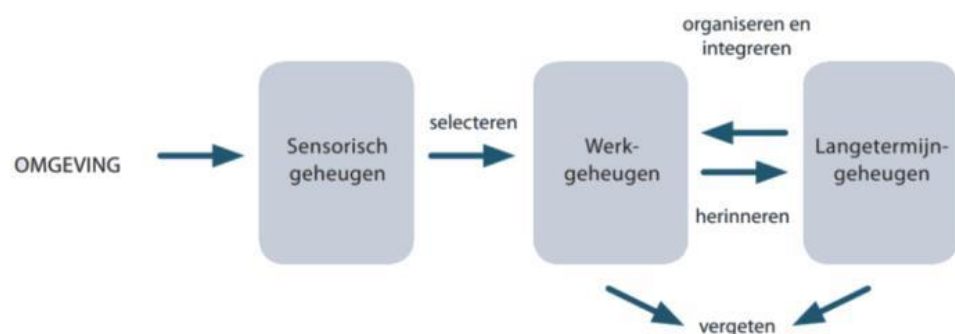 organiseren en
integreren
OMGEVING
Sensorisch
geheugen
selecteren
Werk-
geheugen
Langetermijn-
geheugen
herinneren
vergeten